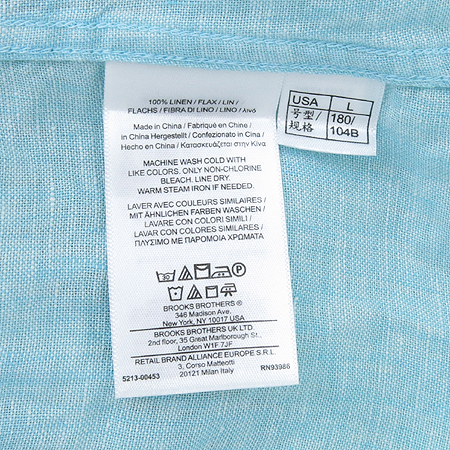 100% LINEN / FLAX / LIN /
FLACHS / FIBRA DI LINO / LINO / λινό
Made in China / Fabriqué en Chine /
in China Hergestellt / Confezionato in Cina /
Hecho en China / Κατασκευάζεται στην Κίνα
MACHINE WASH COLD WITH
LIKE COLORS. ONLY NON-CHLORINE
BLEACH. LINE DRY.
WARM STEAM IRON IF NEEDED.
LAVER AVEC COULEURS SIMILAIRES /
MIT ÄHNLICHEN FARBEN WASCHEN /
LAVARE CON COLORI SIMILI /
LAVAR CON COLORES SIMILARES /
ΠΛΥΣΙΜΟ ΜΕ ΠΑΡΟΜΟΙΑ ΧΡΩΜΑΤΑ
P
BROOKS BROTHERS ®
346 Madison Ave.
New York, NY 10017 USA
BROOKS BROTHERS UK LTD.
2nd floor, 35 Great Marlborough St.,
London W1F 7JF
RETAIL BRAND ALLIANCE EUROPE S.R.L.
3, Corso Matteotti
5213-00453 20121 Milan Italy RN93986
USA L
号型/ 180/
规格 104B